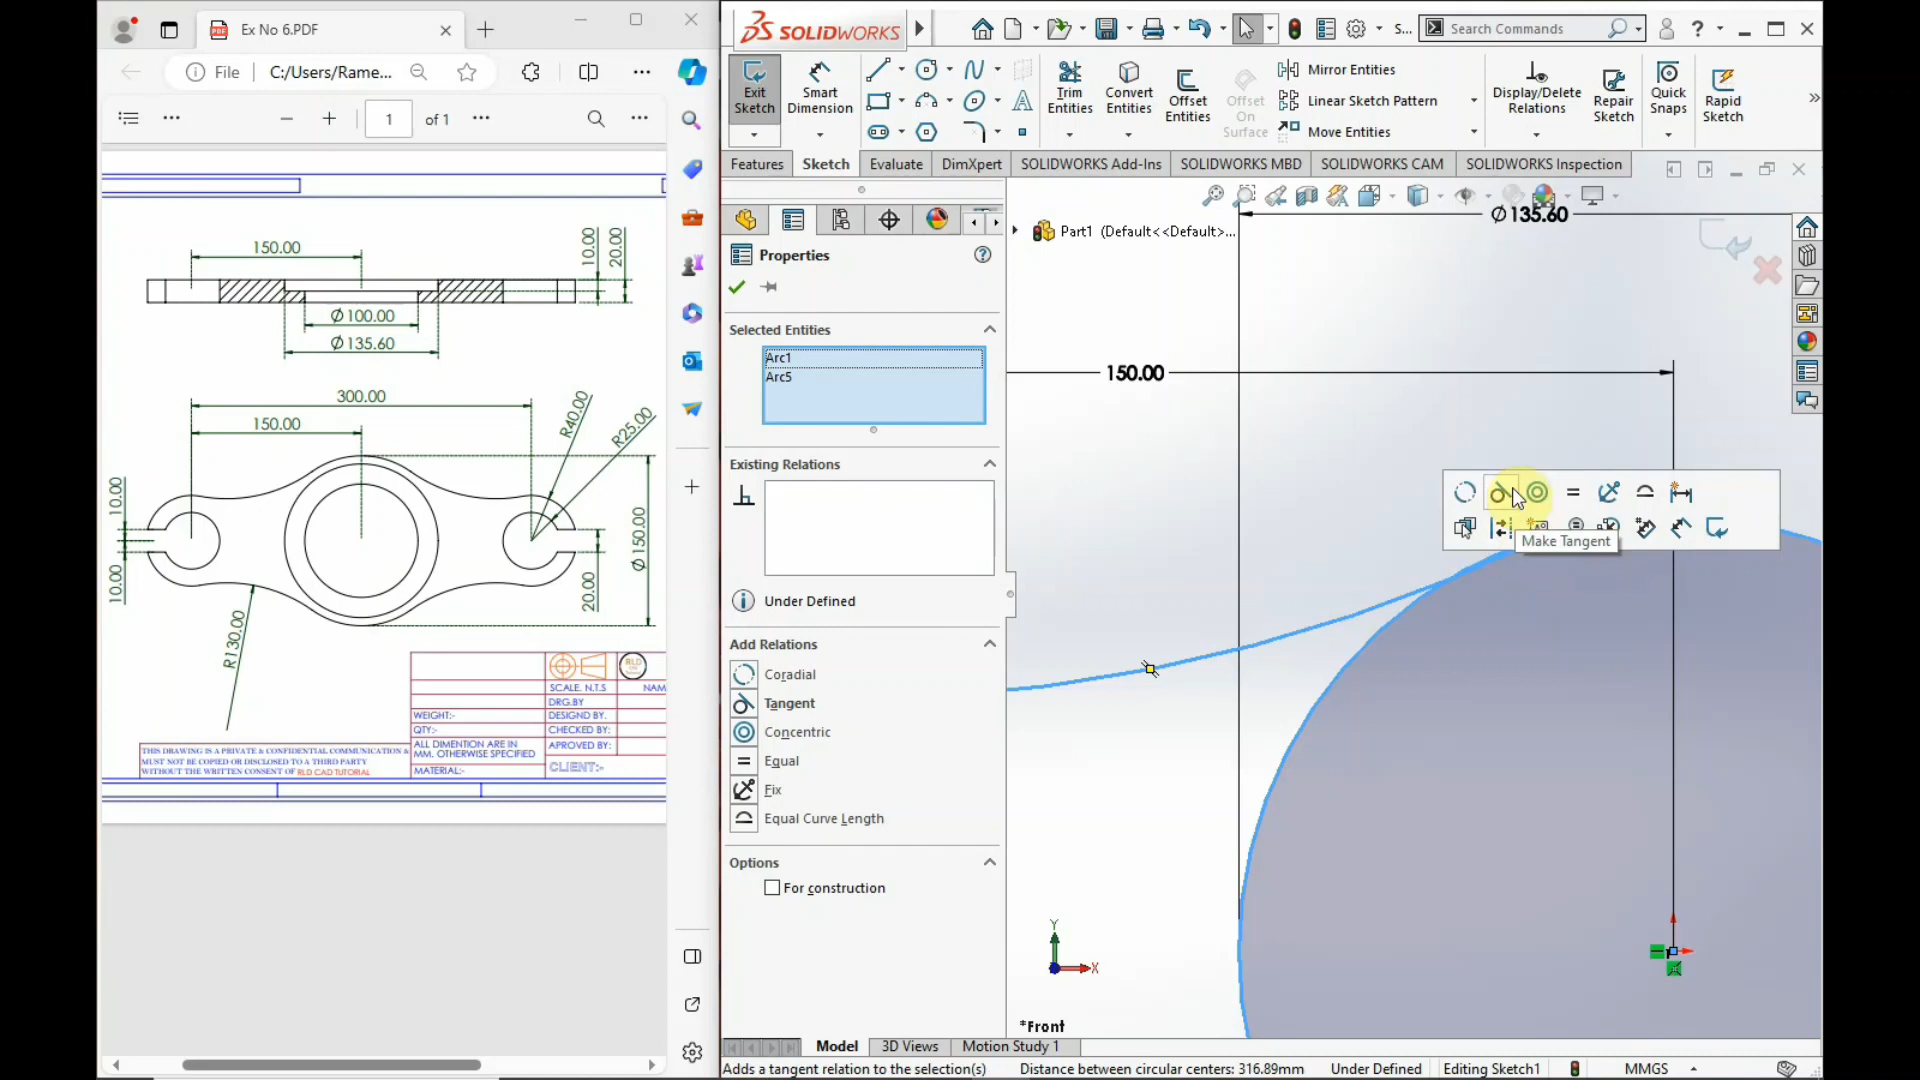 Ex No 6.PDF
File
C:/Users/Rame...
1
of 1
150.00
10.00
20.00
Ø 100.00
Ø 135.60
300.00
150.00
R40.00
R25.00
10.00
10.00
Ø 150.00
20.00
R130.00
RLD
SCALE. N.T.S
NAM
DRG.BY
WEIGHT:-
DESIGND BY.
QTY:-
CHECKED BY:
ALL DIMENTION ARE IN
MM. OTHERWISE SPECIFIED
APROVED BY:
MATERIAL:-
CLIENT:-
THIS DRAWING IS A PRIVATE & CONFIDENTIAL COMMUNICATION &
MUST NOT BE COPIED OR DISCLOSED TO A THIRD PARTY
WITHOUT THE WRITTEN CONSENT OF RLD CAD TUTORIAL
SOLIDWORKS
S...
Search Commands
?
Exit
Sketch
Smart
Dimension
Trim
Entities
Convert
Entities
Offset
Entities
Offset
On
Surface
Mirror Entities
Linear Sketch Pattern
Move Entities
Display/Delete
Relations
Repair
Sketch
Quick
Snaps
Rapid
Sketch
Features
Sketch
Evaluate
DimXpert
SOLIDWORKS Add-Ins
SOLIDWORKS MBD
SOLIDWORKS CAM
SOLIDWORKS Inspection
Part1 (Default<<Default>...
Properties
Selected Entities
Arc1
Arc5
Existing Relations
Under Defined
Add Relations
Coradial
Tangent
Concentric
Equal
Fix
Equal Curve Length
Options
For construction
Ø 135.60
150.00
Make Tangent
Y
X
*Front
Model
3D Views
Motion Study 1
Adds a tangent relation to the selection(s)
Distance between circular centers: 316.89mm
Under Defined
Editing Sketch1
MMGS